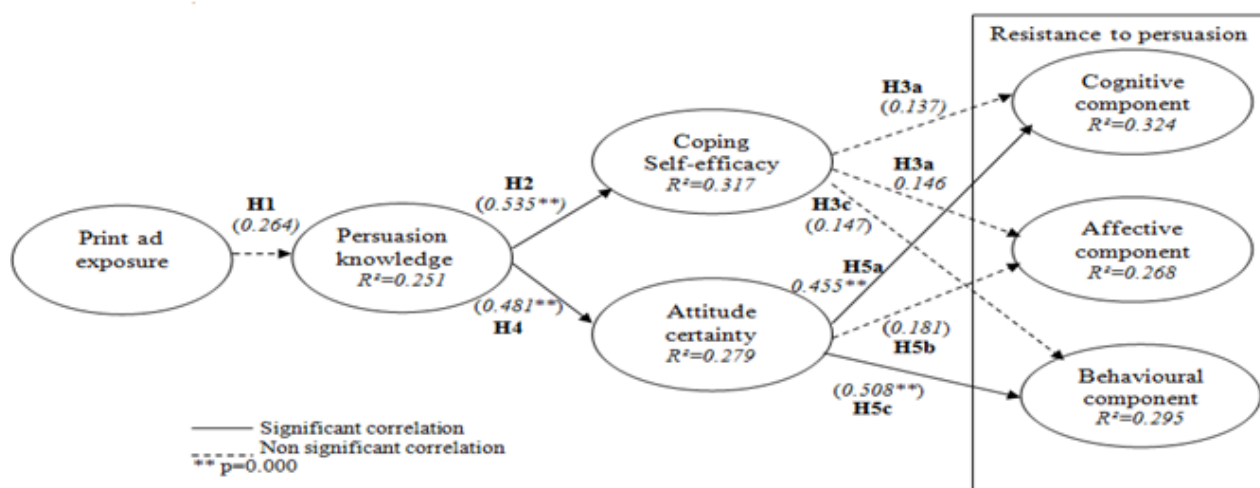 Resistance to persuasion
Cognitive
component
R²=0.324
H3a
(0.137)
Coping
Self-efficacy
R²=0.317
H3a
0.146
H2
(0.535**)
H3c
(0.147)
H1
(0.264)
Print ad
exposure
Persuasion
knowledge
R²=0.251
Affective
component
R²=0.268
H5a
0.455**
(0.481**)
H4
Attitude
certainty
R²=0.279
(0.181)
H5b
(0.508**)
H5c
Behavioural
component
R²=0.295
Significant correlation
Non significant correlation
** p=0.000